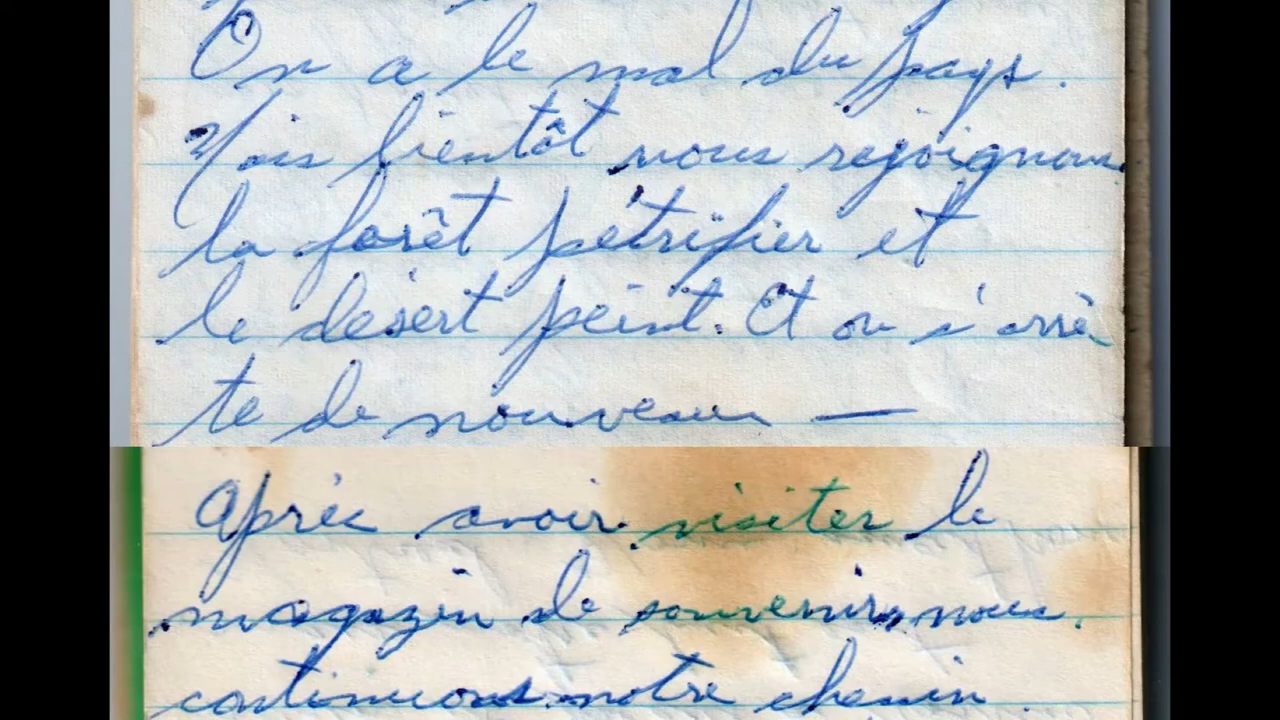 On a le mal du pays.
Mais bientôt nous rejoignons
la forêt pétrifier et
le désert peint. Et on s'arrê-
te de nouveau —
Après avoir visiter le
magazin de souvenirs, nous
continuons notre chemin.